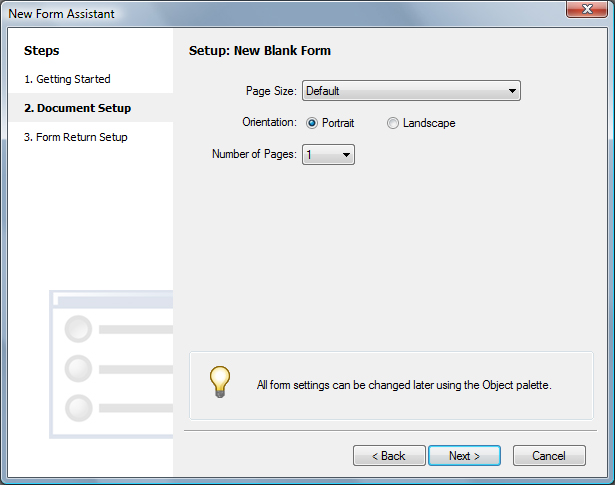 New Form Assistant
Steps
1. Getting Started
2. Document Setup
3. Form Return Setup
Setup: New Blank Form
Page Size: Default
Orientation: Portrait Landscape
Number of Pages: 1
All form settings can be changed later using the Object palette.
< Back Next > Cancel